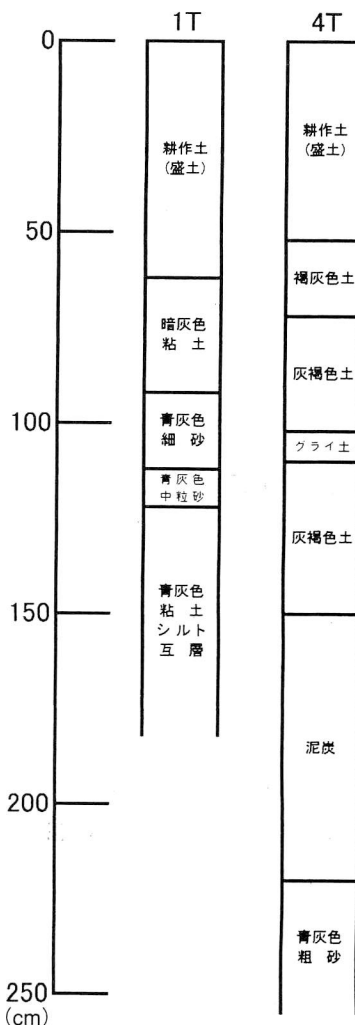 1T
4T
0
50
100
150
200
250
(cm)
耕作土
(盛土)
暗灰色
粘土
青灰色
細砂
青灰色
中粒砂
青灰色
粘土
シルト
互層
耕作土
(盛土)
褐灰色土
灰褐色土
グライ土
灰褐色土
泥炭
青灰色
粗砂